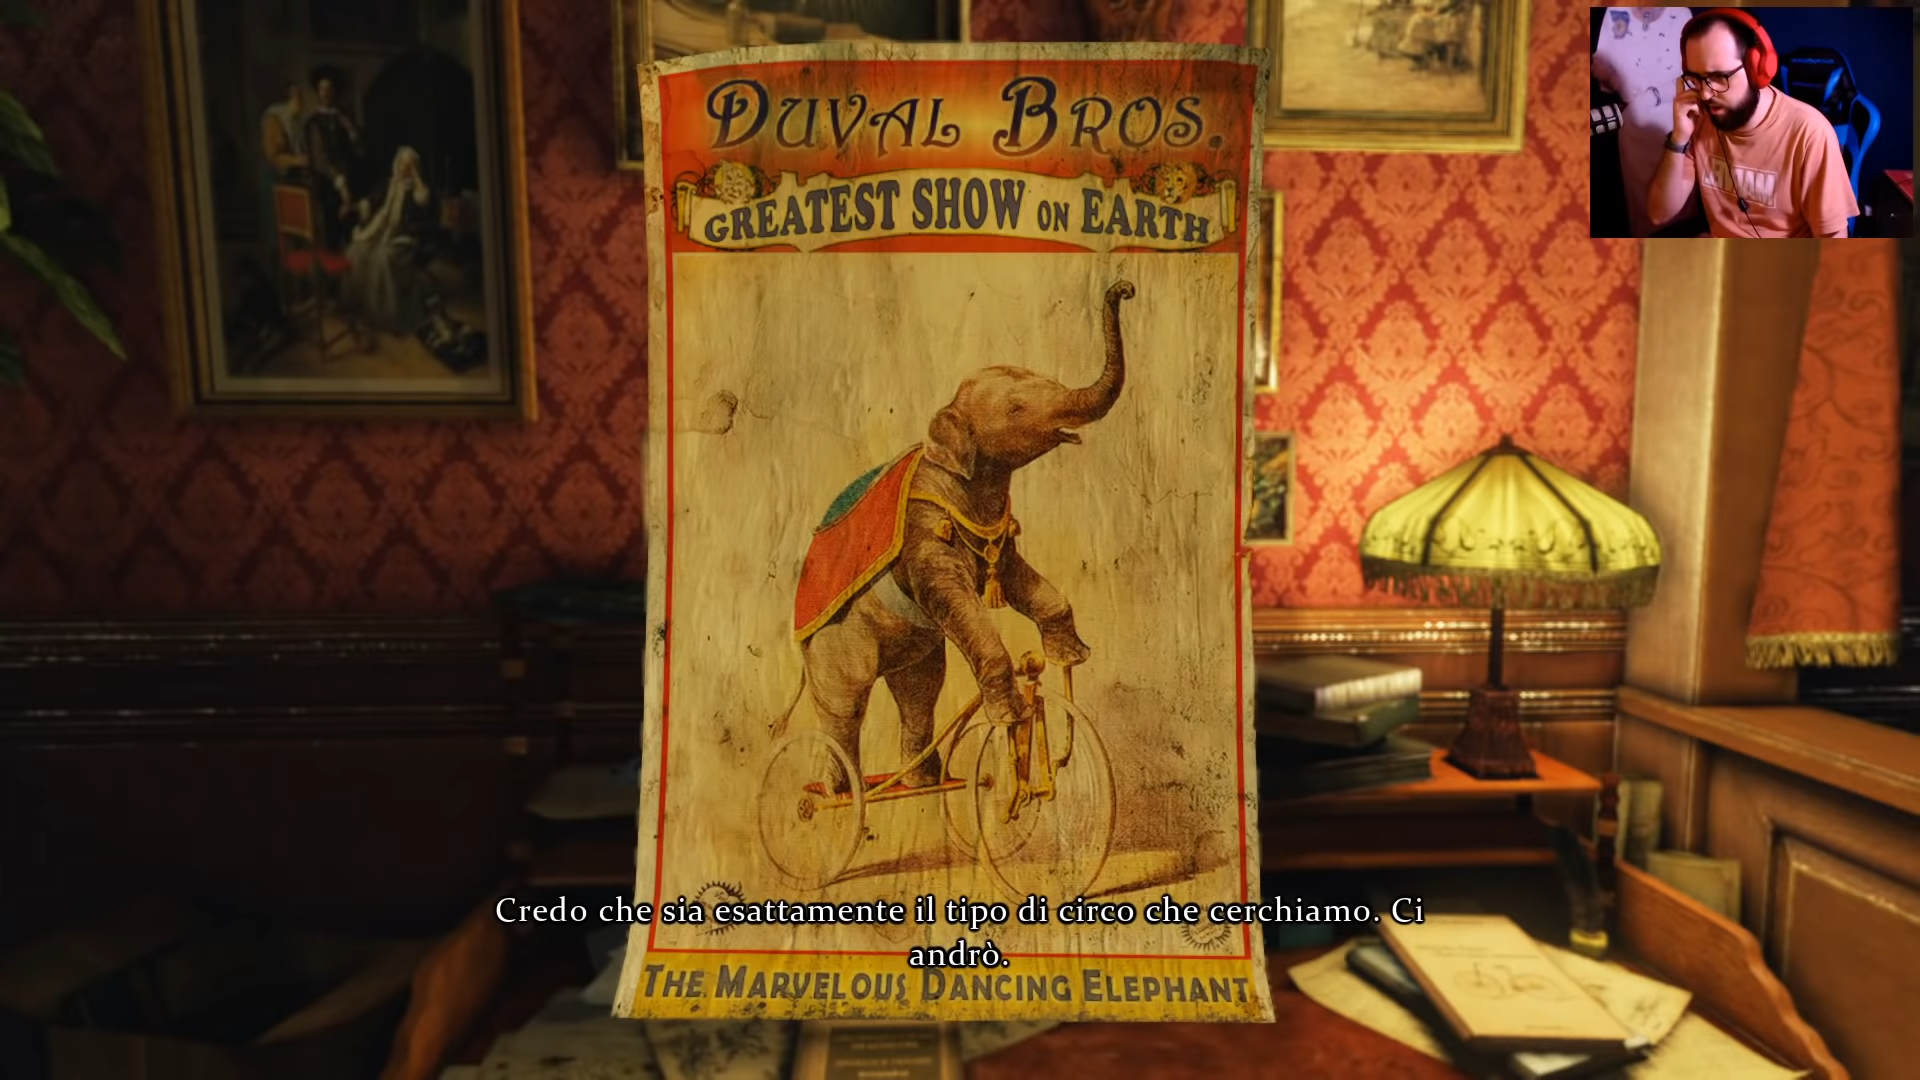 DUVAL BROS.
GREATEST SHOW ON EARTH
Credo che sia esattamente il tipo di circo che cerchiamo. Ci
andrò.
THE MARVELOUS DANCING ELEPHANT